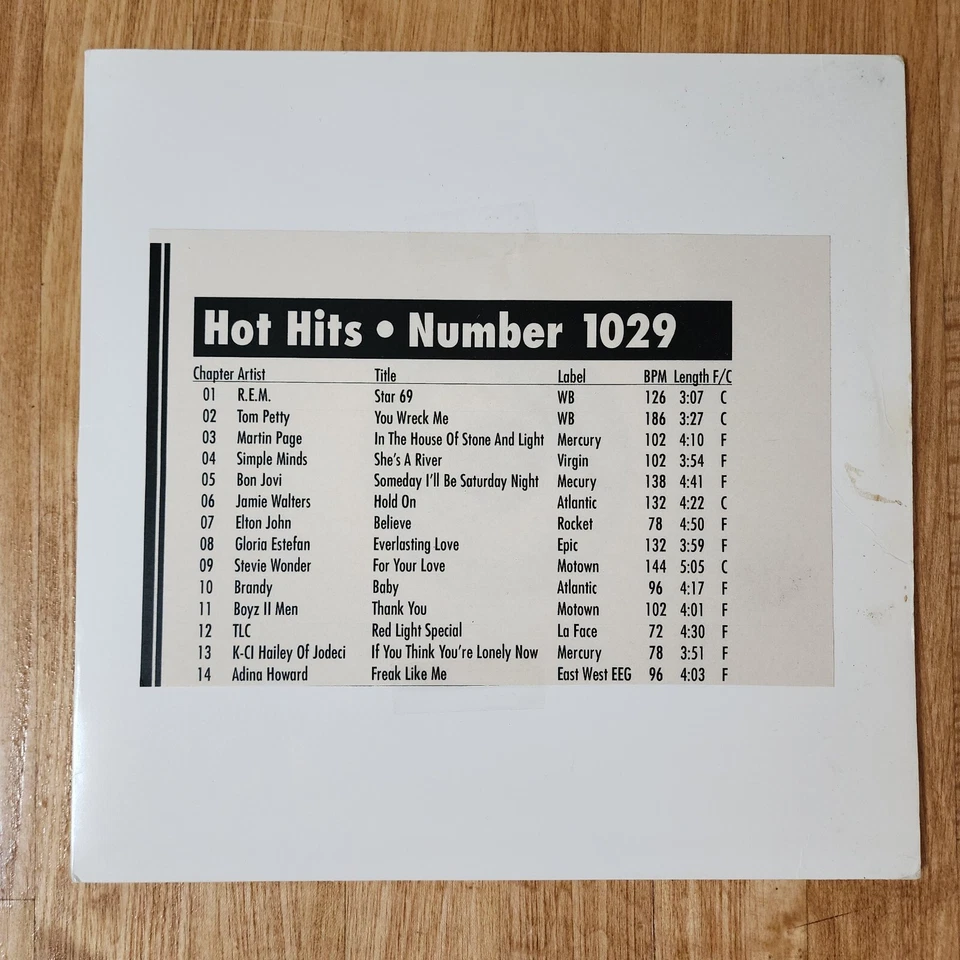 Hot Hits • Number 1029
Chapter Artist Title Label BPM Length F/C
01 R.E.M. Star 69 WB 126 3:07 C
02 Tom Petty You Wreck Me WB 186 3:27 C
03 Martin Page In The House Of Stone And Light Mercury 102 4:10 F
04 Simple Minds She's A River Virgin 102 3:54 F
05 Bon Jovi Someday I'll Be Saturday Night Mecury 138 4:41 F
06 Jamie Walters Hold On Atlantic 132 4:22 C
07 Elton John Believe Rocket 78 4:50 F
08 Gloria Estefan Everlasting Love Epic 132 3:59 F
09 Stevie Wonder For Your Love Motown 144 5:05 C
10 Brandy Baby Atlantic 96 4:17 F
11 Boyz II Men Thank You Motown 102 4:01 F
12 TLC Red Light Special La Face 72 4:30 F
13 K-CI Hailey Of Jodeci If You Think You're Lonely Now Mercury 78 3:51 F
14 Adina Howard Freak Like Me East West EEG 96 4:03 F